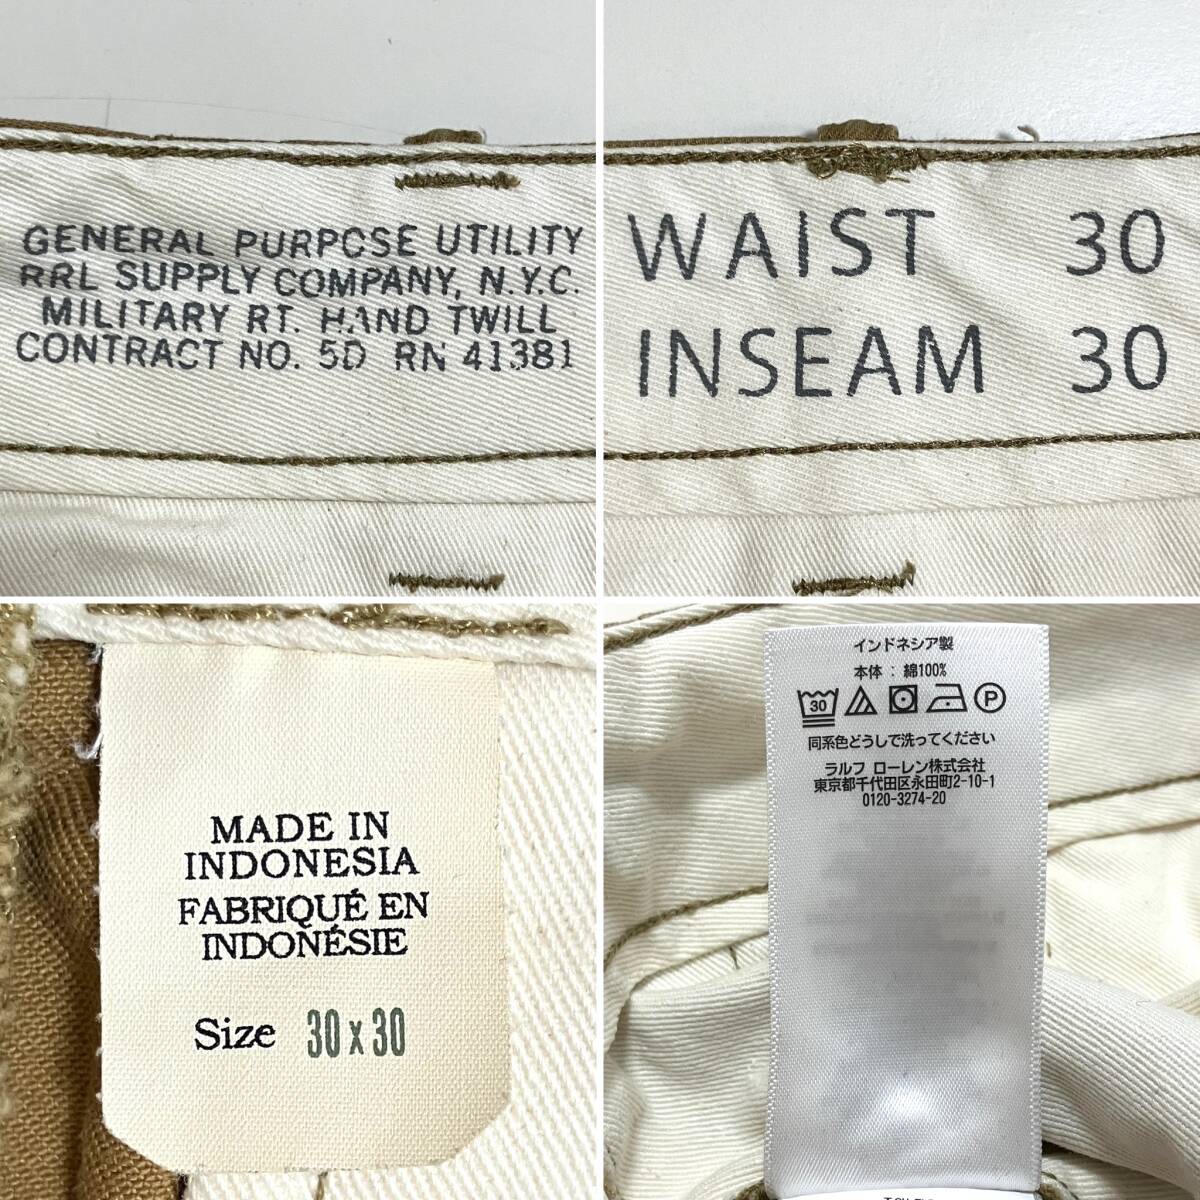 GENERAL PURPOSE UTILITY
RRL SUPPLY COMPANY, N.Y.C.
MILITARY RT. HAND TWILL
CONTRACT NO. 5D RN 41381
WAIST 30
INSEAM 30
MADE IN
INDONESIA
FABRIQUÉ EN
INDONÉSIE
Size 30 x 30
インドネシア製
本体 : 綿100%
30 P
同系色どうしで洗ってください
ラルフ ローレン株式会社
東京都千代田区永田町2-10-1
0120-3274-20